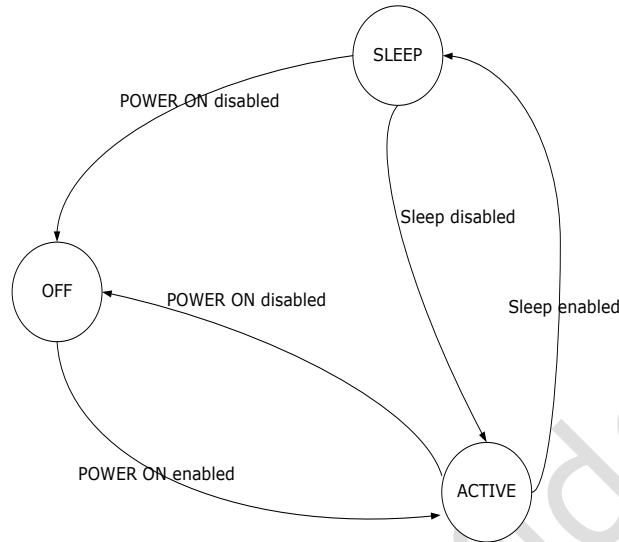 SLEEP
POWER ON disabled
Sleep disabled
OFF
POWER ON disabled
Sleep enabled
POWER ON enabled
ACTIVE